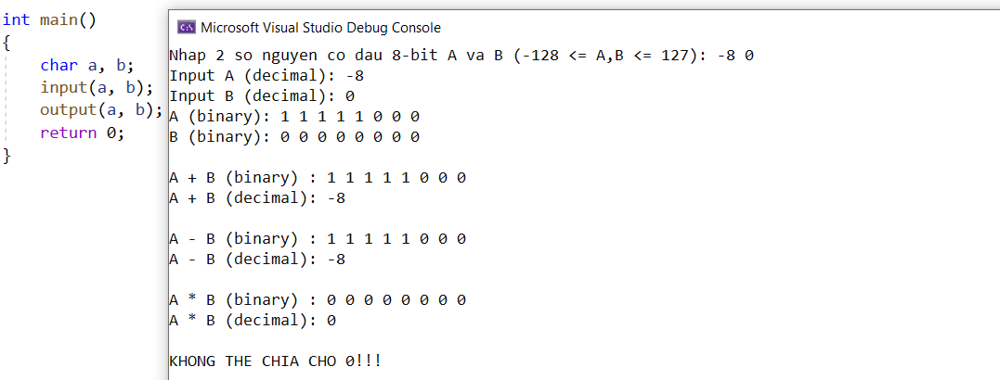 int main()
{
char a, b;
input(a, b);
output(a, b);
return 0;
}
C:\ Microsoft Visual Studio Debug Console
Nhap 2 so nguyen co dau 8-bit A va B (-128 <= A,B <= 127): -8 0
Input A (decimal): -8
Input B (decimal): 0
A (binary): 1 1 1 1 1 0 0 0
B (binary): 0 0 0 0 0 0 0 0
A + B (binary) : 1 1 1 1 1 0 0 0
A + B (decimal): -8
A - B (binary) : 1 1 1 1 1 0 0 0
A - B (decimal): -8
A * B (binary) : 0 0 0 0 0 0 0 0
A * B (decimal): 0
KHONG THE CHIA CHO 0!!!